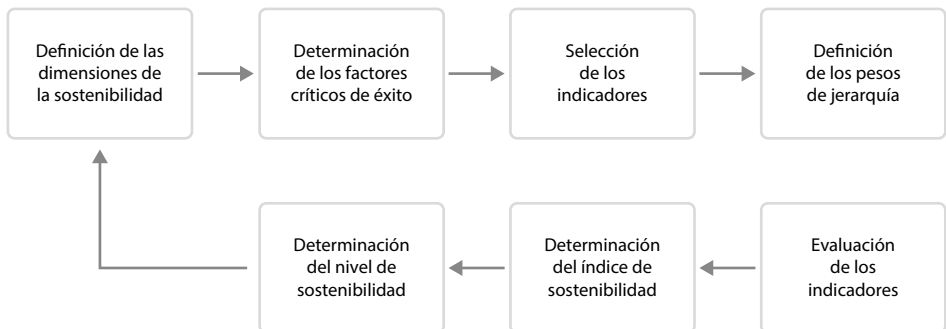 Definición de las
dimensiones de
la sostenibilidad
Determinación
de los factores
críticos de éxito
Selección
de los
indicadores
Definición
de los pesos
de jerarquía
Determinación
del nivel de
sostenibilidad
Determinación
del índice de
sostenibilidad
Evaluación
de los
indicadores